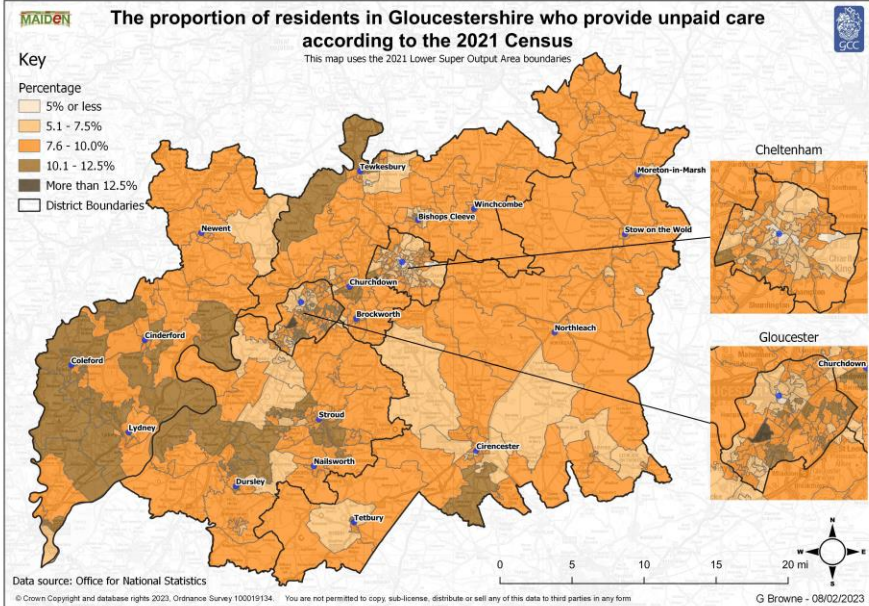 MAIDEN
The proportion of residents in Gloucestershire who provide unpaid care
according to the 2021 Census
This map uses the 2021 Lower Super Output Area boundaries
GCC
Key
Percentage
5% or less
5.1 - 7.5%
7.6 - 10.0%
10.1 - 12.5%
More than 12.5%
District Boundaries
Tewkesbury
Moreton-in-Marsh
Winchcombe
Bishops Cleeve
Newent
Stow on the Wold
Churchdown
Brockworth
Northleach
Cinderford
Coleford
Stroud
Lydney
Cirencester
Nailsworth
Dursley
Tetbury
Cheltenham
Gloucester
Churchdown
N
W
E
S
0
5
10
15
20 mi
Data source: Office for National Statistics
© Crown Copyright and database rights 2023, Ordnance Survey 100019134. You are not permitted to copy, sub-license, distribute or sell any of this data to third parties in any form
G Browne - 08/02/2023